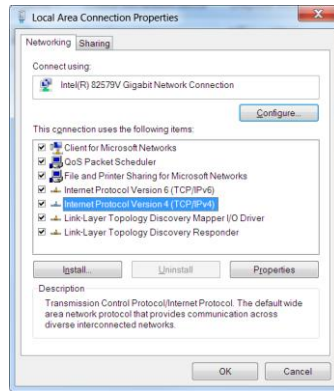 Local Area Connection Properties
Networking
Sharing
Connect using:
Intel(R) 82579V Gigabit Network Connection
Configure...
This connection uses the following items:
Client for Microsoft Networks
QoS Packet Scheduler
File and Printer Sharing for Microsoft Networks
Internet Protocol Version 6 (TCP/IPv6)
Internet Protocol Version 4 (TCP/IPv4)
Link-Layer Topology Discovery Mapper I/O Driver
Link-Layer Topology Discovery Responder
Install...
Uninstall
Properties
Description
Transmission Control Protocol/Internet Protocol. The default wide
area network protocol that provides communication across
diverse interconnected networks.
OK
Cancel